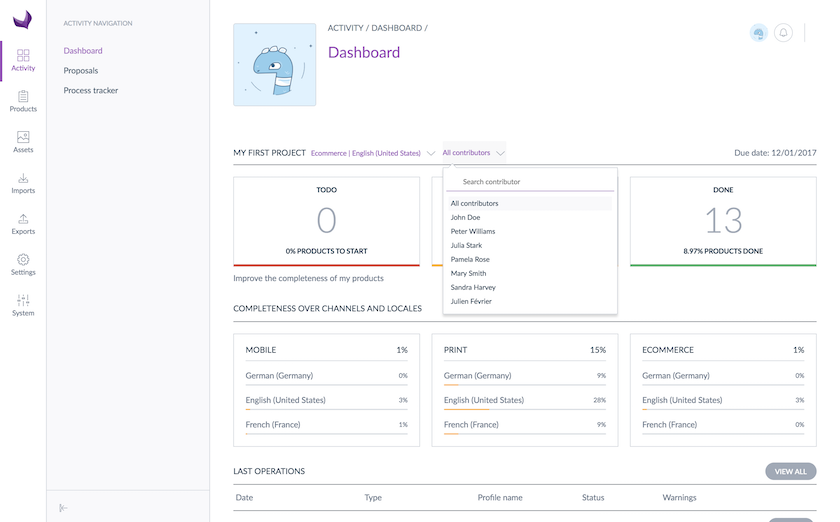 ACTIVITY NAVIGATION
Dashboard
Proposals
Process tracker
Activity
Products
Assets
Imports
Exports
Settings
System
ACTIVITY / DASHBOARD /
Dashboard
MY FIRST PROJECT Ecommerce | English (United States) All contributors Due date: 12/01/2017
Search contributor
All contributors
John Doe
Peter Williams
Julia Stark
Pamela Rose
Mary Smith
Sandra Harvey
Julien Février
TODO
0
0% PRODUCTS TO START
DONE
13
8.97% PRODUCTS DONE
Improve the completeness of my products
COMPLETENESS OVER CHANNELS AND LOCALES
MOBILE 1%
German (Germany) 0%
English (United States) 3%
French (France) 1%
PRINT 15%
German (Germany) 9%
English (United States) 28%
French (France) 9%
ECOMMERCE 1%
German (Germany) 0%
English (United States) 3%
French (France) 0%
LAST OPERATIONS VIEW ALL
Date Type Profile name Status Warnings